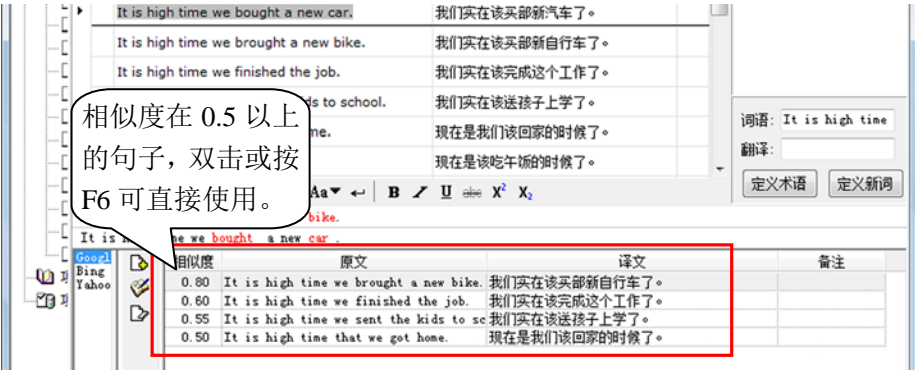 It is high time we bought a new car. 我们实在该买部新汽车了。
It is high time we brought a new bike. 我们实在该买部新自行车了。
It is high time we finished the job. 我们实在该完成这个工作了。
ds to school. 我们实在该送孩子上学了。
me. 现在是我们该回家的时候了。
现在是该吃午饭的时候了。
相似度在 0.5 以上
的句子，双击或按
F6 可直接使用。
词语: It is high time
翻译:
定义术语 定义新词
Aa B I U abc X² X₂
bike.
It is me we bought a new car .
Googl
Bing
Yahoo
相似度 原文 译文 备注
0.80 It is high time we brought a new bike. 我们实在该买部新自行车了。
0.60 It is high time we finished the job. 我们实在该完成这个工作了。
0.55 It is high time we sent the kids to sc 我们实在该送孩子上学了。
0.50 It is high time that we got home. 现在是我们该回家的时候了。